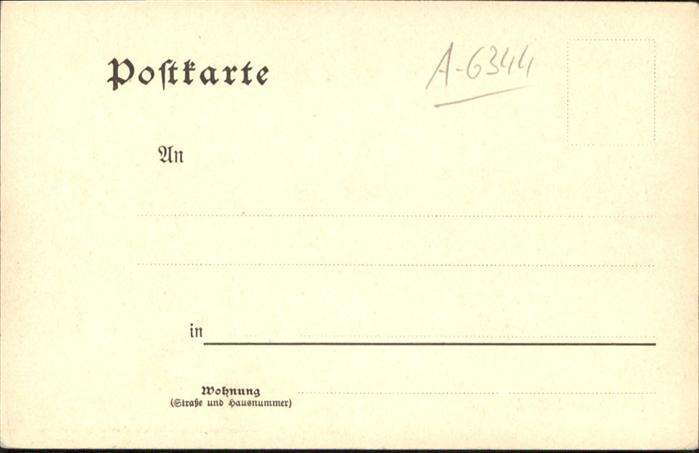 Postkarte
A-6344
An
in
Wohnung
(Straße und Hausnummer)